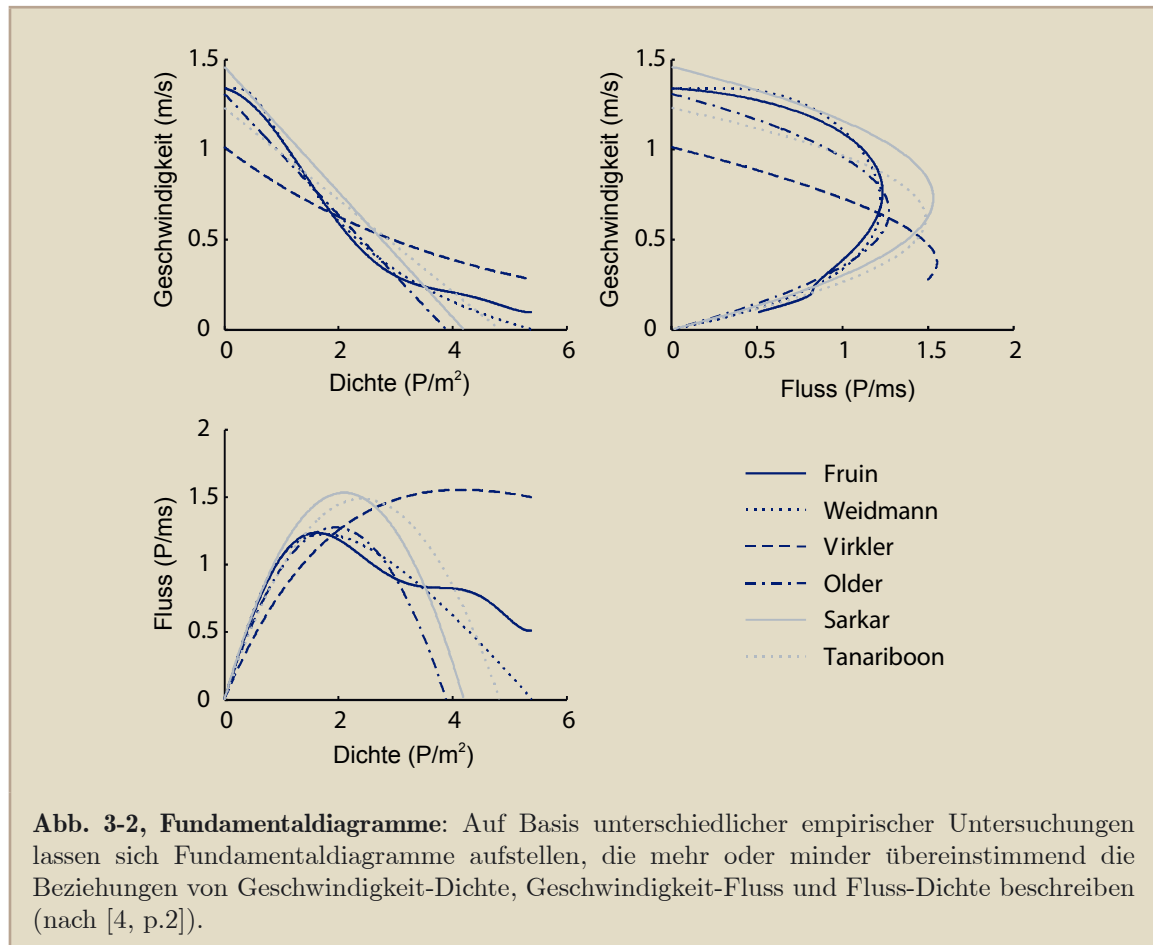 1.5
1
0.5
0
Geschwindigkeit (m/s)
0
2
4
6
Dichte (P/m²)
1.5
1
0.5
0
Geschwindigkeit (m/s)
0
0.5
1
1.5
2
Fluss (P/ms)
2
1.5
1
0.5
0
Fluss (P/ms)
0
2
4
6
Dichte (P/m²)
Fruin
Weidmann
Virkler
Older
Sarkar
Tanariboon
Abb. 3-2, Fundamentaldiagramme: Auf Basis unterschiedlicher empirischer Untersuchungen
lassen sich Fundamentaldiagramme aufstellen, die mehr oder minder übereinstimmend die
Beziehungen von Geschwindigkeit-Dichte, Geschwindigkeit-Fluss und Fluss-Dichte beschreiben
(nach [4, p.2]).